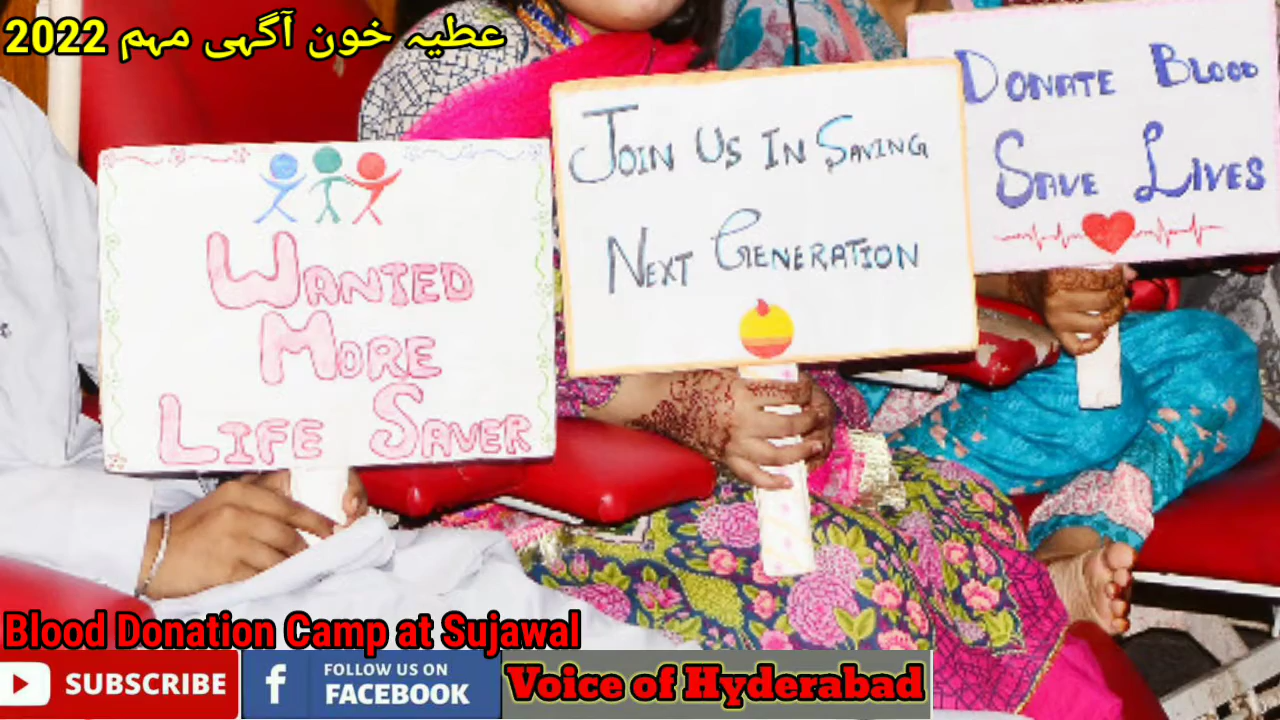 عطیہ خون آگہی مہم 2022
WANTED
MORE
LIFE SAVER
JOIN US IN SAVING
NEXT GENERATION
DONATE BLOOD
SAVE LIVES
Blood Donation Camp at Sujawal
SUBSCRIBE
FOLLOW US ON
FACEBOOK
Voice of Hyderabad